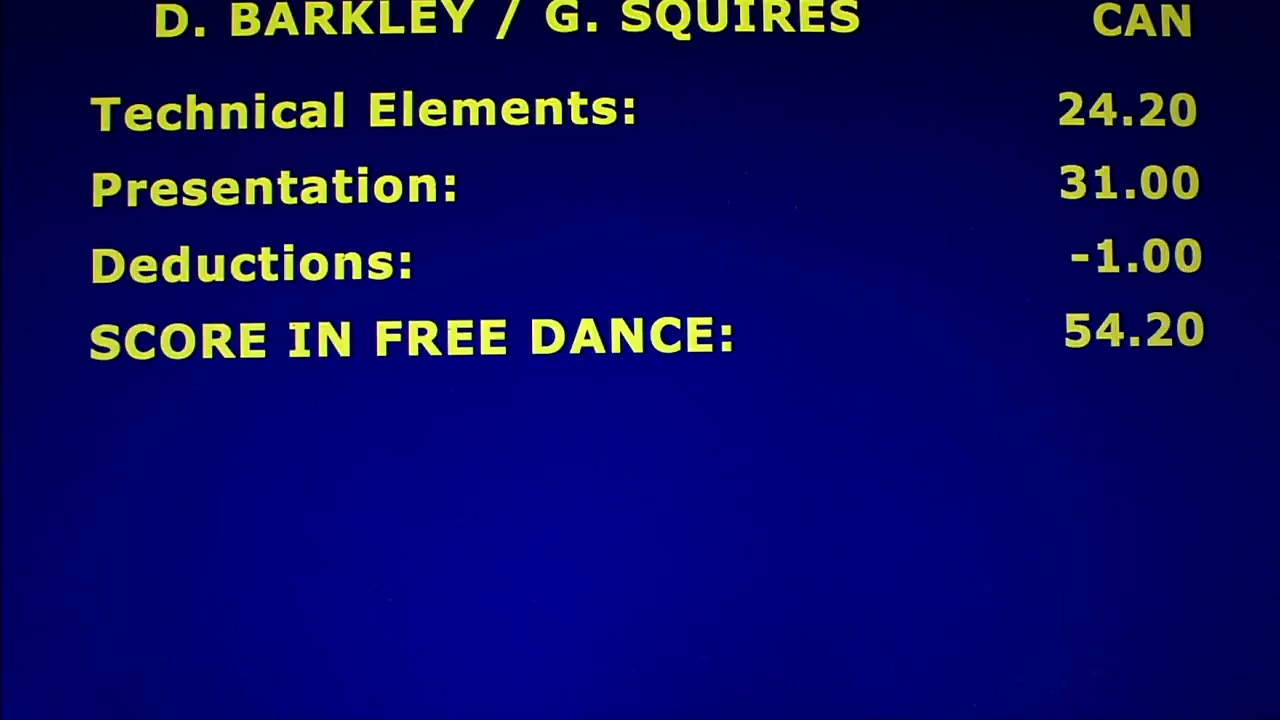 D. BARKLEY / G. SQUIRES CAN
Technical Elements: 24.20
Presentation: 31.00
Deductions: -1.00
SCORE IN FREE DANCE: 54.20